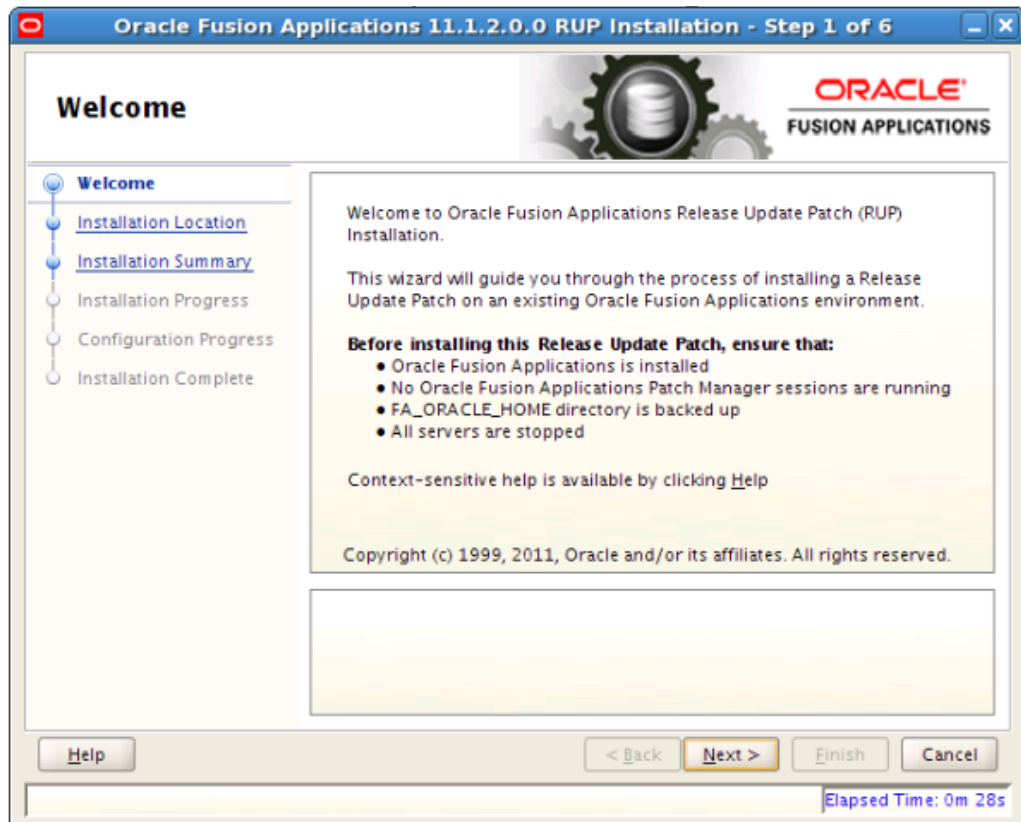 Oracle Fusion Applications 11.1.2.0.0 RUP Installation - Step 1 of 6
Welcome
ORACLE'
FUSION APPLICATIONS
Welcome
Installation Location
Installation Summary
Installation Progress
Configuration Progress
Installation Complete
Welcome to Oracle Fusion Applications Release Update Patch (RUP)
Installation.
This wizard will guide you through the process of installing a Release
Update Patch on an existing Oracle Fusion Applications environment.
Before installing this Release Update Patch, ensure that:
• Oracle Fusion Applications is installed
• No Oracle Fusion Applications Patch Manager sessions are running
• FA_ORACLE_HOME directory is backed up
• All servers are stopped
Context-sensitive help is available by clicking Help
Copyright (c) 1999, 2011, Oracle and/or its affiliates. All rights reserved.
Help
< Back
Next >
Finish
Cancel
Elapsed Time: 0m 28s